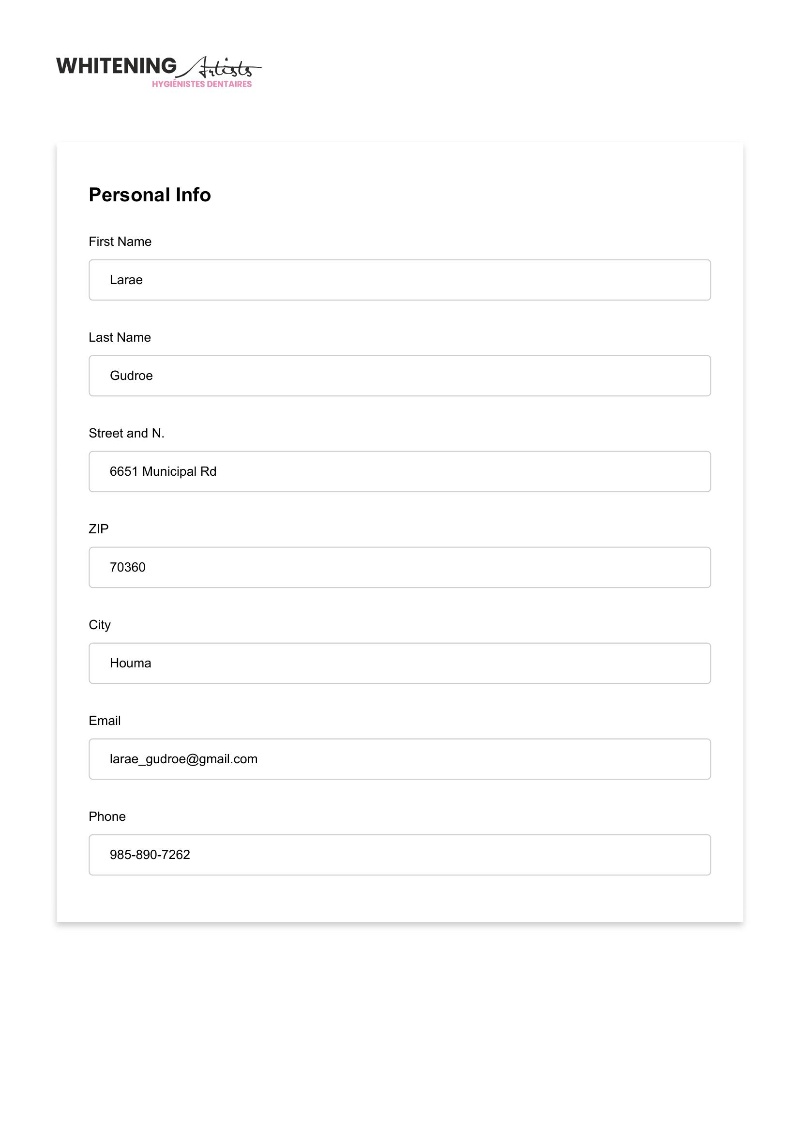 WHITENING Artists
HYGIÉNISTES DENTAIRES
Personal Info
First Name
Larae
Last Name
Gudroe
Street and N.
6651 Municipal Rd
ZIP
70360
City
Houma
Email
larae_gudroe@gmail.com
Phone
985-890-7262